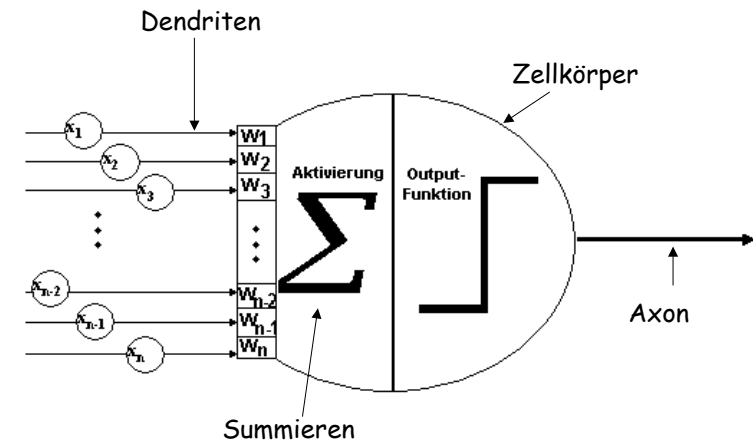 Dendriten
Zellkörper
x1
x2
x3
xn-2
xn-1
xn
W1
W2
W3
Wn-2
Wn-1
Wn
Aktivierung
Σ
Output-
Funktion
Axon
Summieren